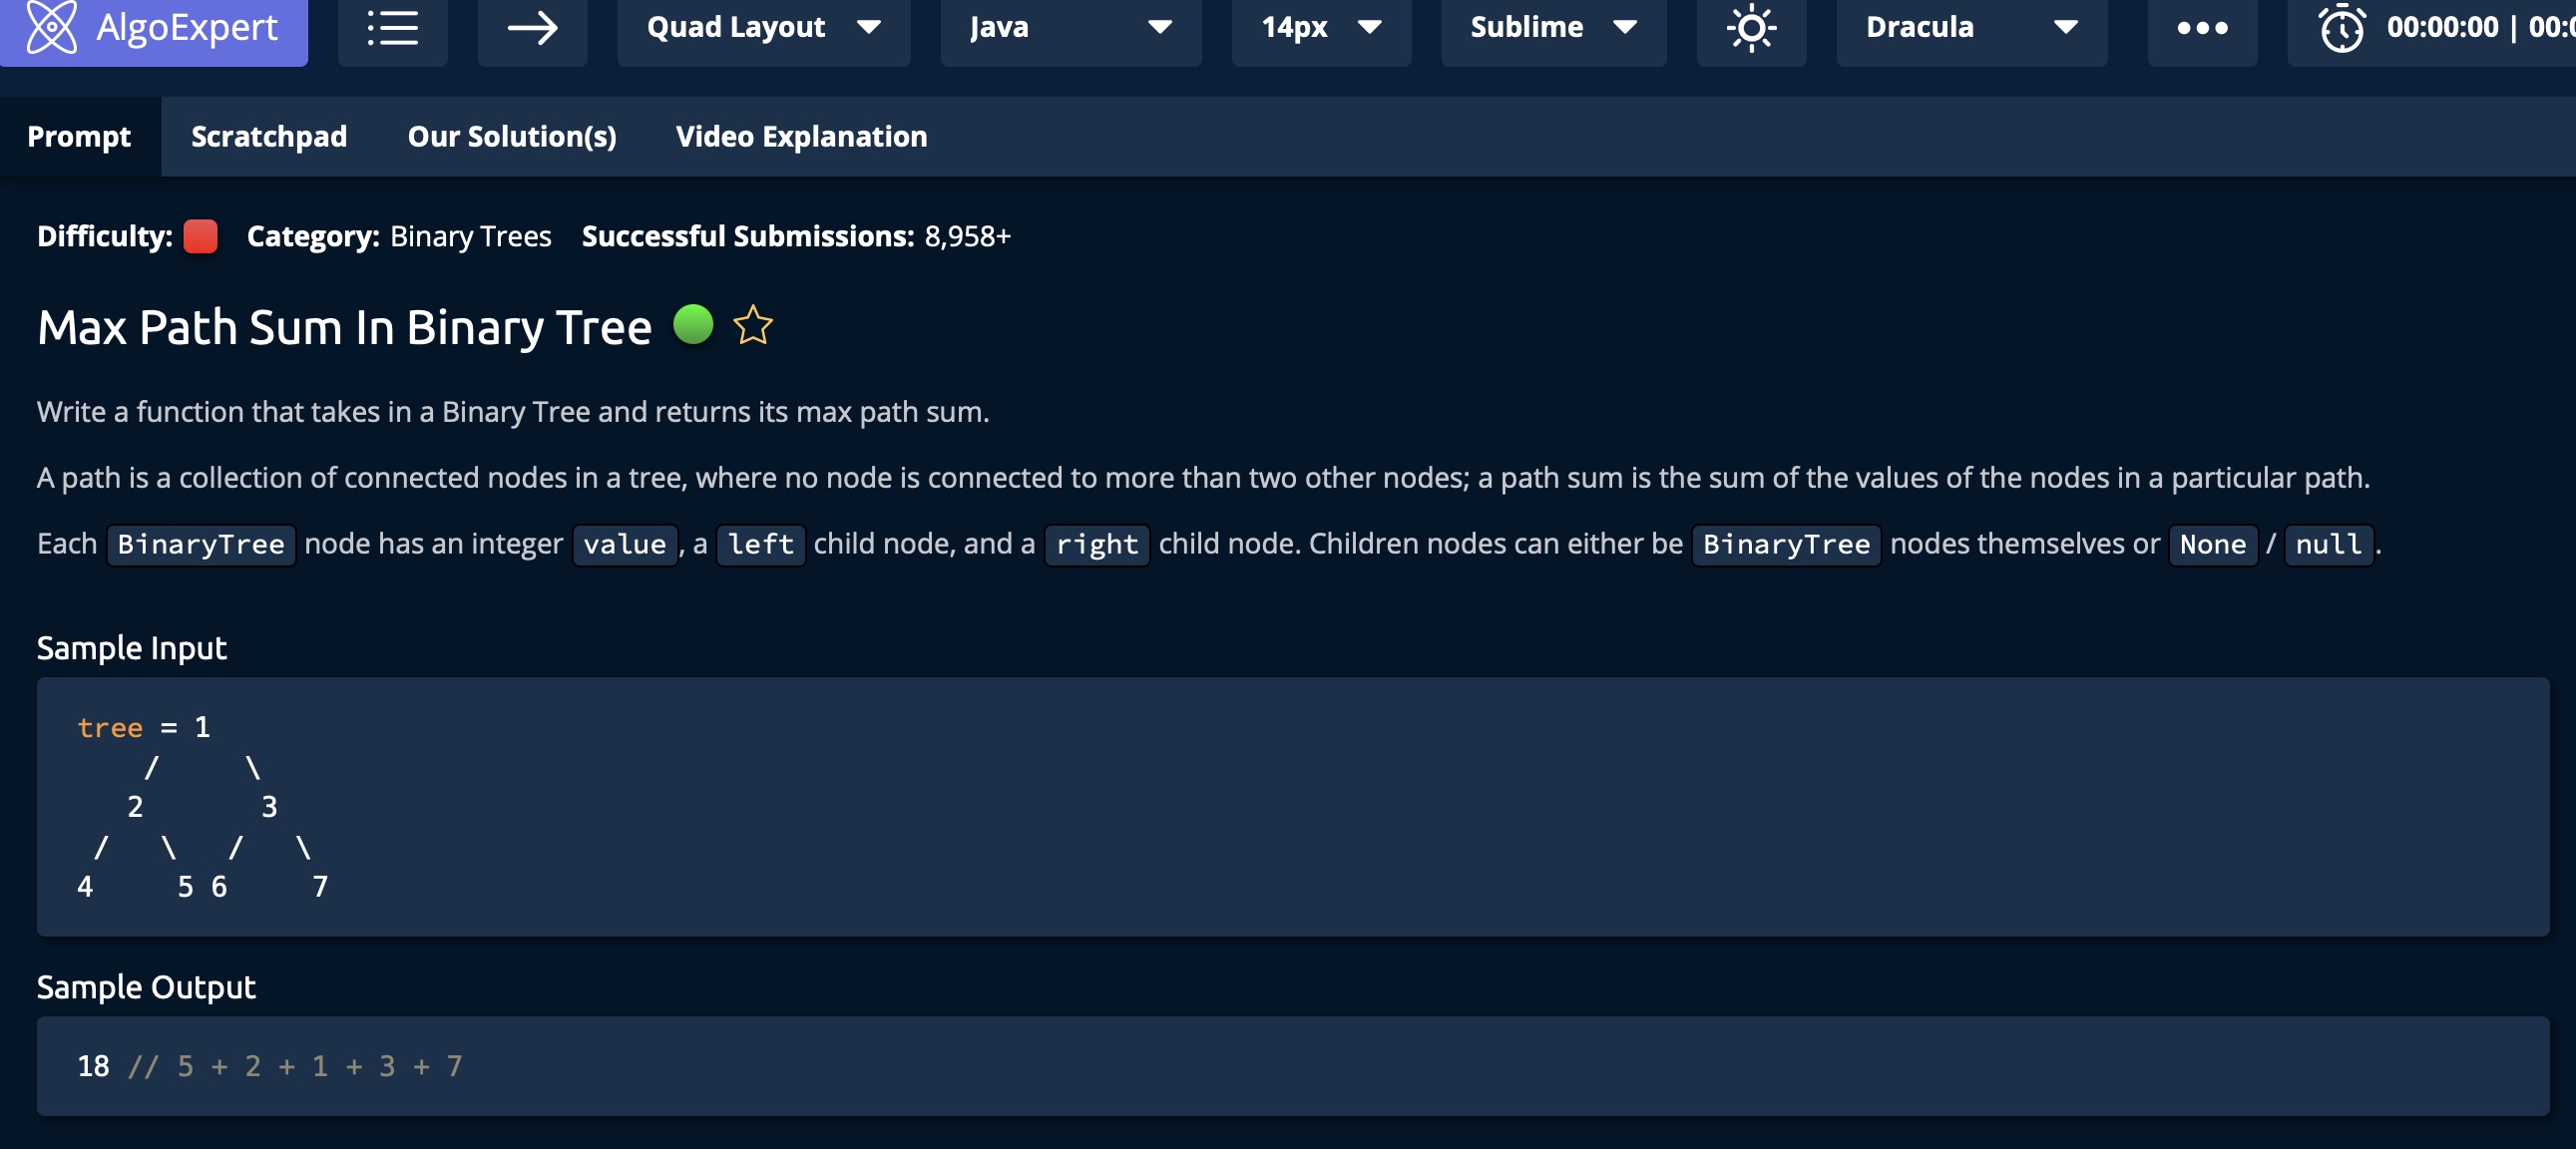 AlgoExpert Quad Layout Java 14px Sublime Dracula 00:00:00 | 00:0
Prompt Scratchpad Our Solution(s) Video Explanation
Difficulty: Category: Binary Trees Successful Submissions: 8,958+
Max Path Sum In Binary Tree
Write a function that takes in a Binary Tree and returns its max path sum.
A path is a collection of connected nodes in a tree, where no node is connected to more than two other nodes; a path sum is the sum of the values of the nodes in a particular path.
Each BinaryTree node has an integer value, a left child node, and a right child node. Children nodes can either be BinaryTree nodes themselves or None / null.
Sample Input
tree = 1
/ \
2 3
/ \ / \
4 5 6 7
Sample Output
18 // 5 + 2 + 1 + 3 + 7